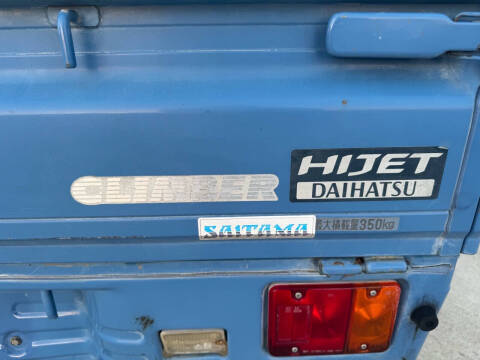 HIJET
DAIHATSU
CLIMBER
SAITAMA
最大積載量350kg